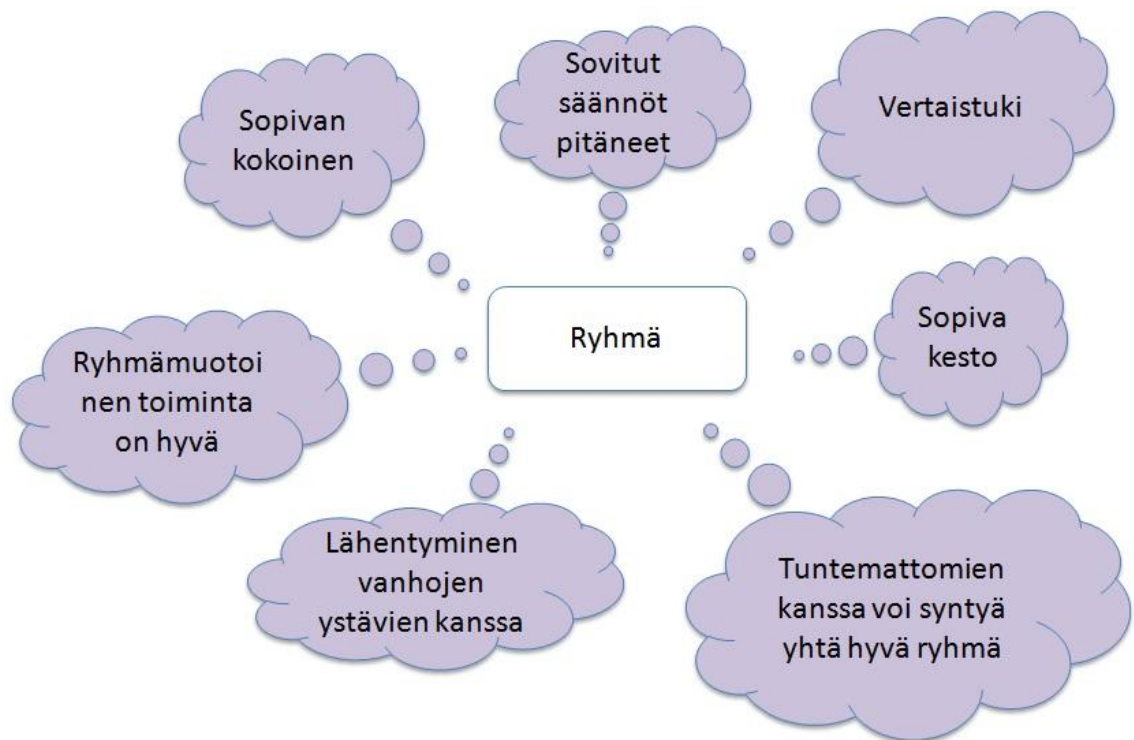 Sopivan
kokoinen
Sovitut
säännöt
pitäneet
Vertaistuki
Ryhmä
Sopiva
kesto
Ryhmämuotoi
nen toiminta
on hyvä
Lähentyminen
vanhojen
ystävien kanssa
Tuntemattomien
kanssa voi syntyä
yhtä hyvä ryhmä